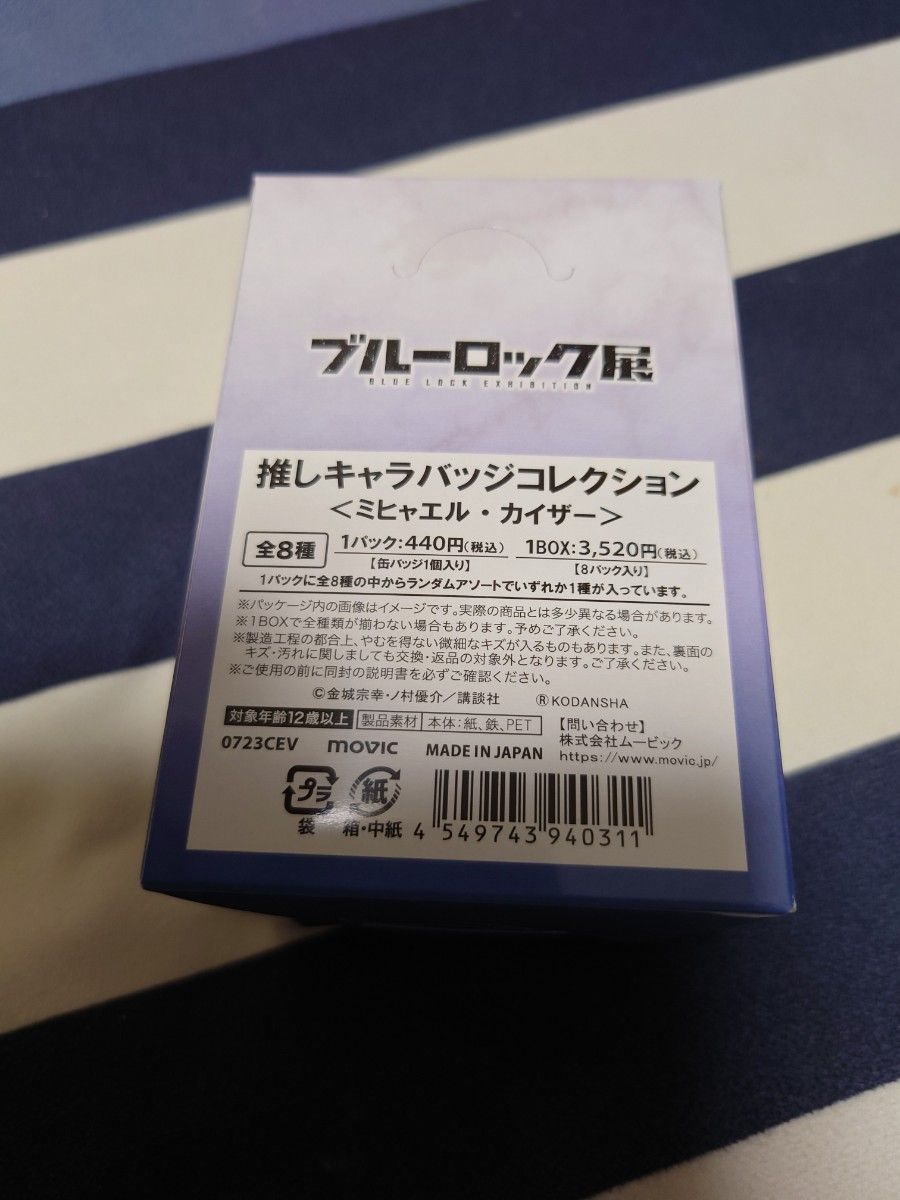 ブルーロック展
BLUE LOCK EXHIBITION
推しキャラバッジコレクション
＜ミヒャエル・カイザー＞
全8種 1パック:440円(税込) 1BOX:3,520円(税込)
【缶バッジ1個入り】 【8パック入り】
1パックに全8種の中からランダムアソートでいずれか1種が入っています。
※パッケージ内の画像はイメージです。実際の商品とは多少異なる場合があります。
※1BOXで全種類が揃わない場合もあります。予めご了承ください。
※製造工程の都合上、やむを得ない微細なキズが入るものもあります。また、裏面の
キズ・汚れに関しましても交換・返品の対象外となります。ご了承ください。
※ご使用の前に同封の説明書を必ずご確認ください。
©金城宗幸・ノ村優介／講談社 ®KODANSHA
対象年齢12歳以上 製品素材 本体:紙、鉄、PET 【問い合わせ】
株式会社ムービック
0723CEV movic MADE IN JAPAN https://www.movic.jp/
プラ 紙
袋 箱・中紙 4 549743 940311